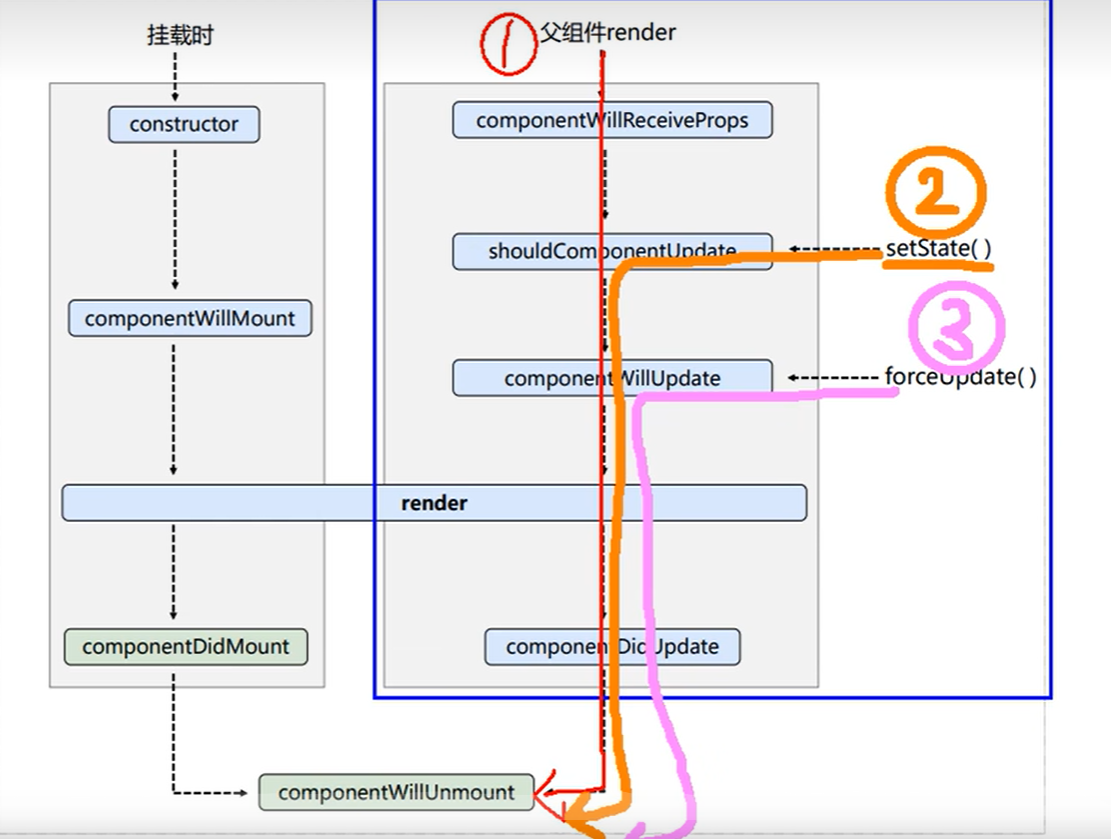 挂载时
① 父组件render
constructor
componentWillReceiveProps
②
shouldComponentUpdate
setState( )
componentWillMount
③
componentWillUpdate
forceUpdate( )
render
componentDidMount
componentDidUpdate
componentWillUnmount